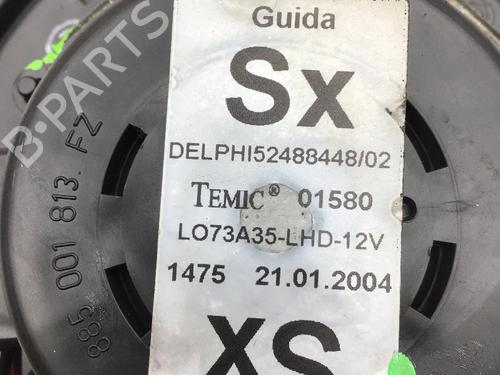 Guida
Sx
DELPHI52488448/02
TEMIC® 01580
LO73A35-LHD-12V
1475 21.01.2004
XS
885 001 813. FZ
B-PARTS